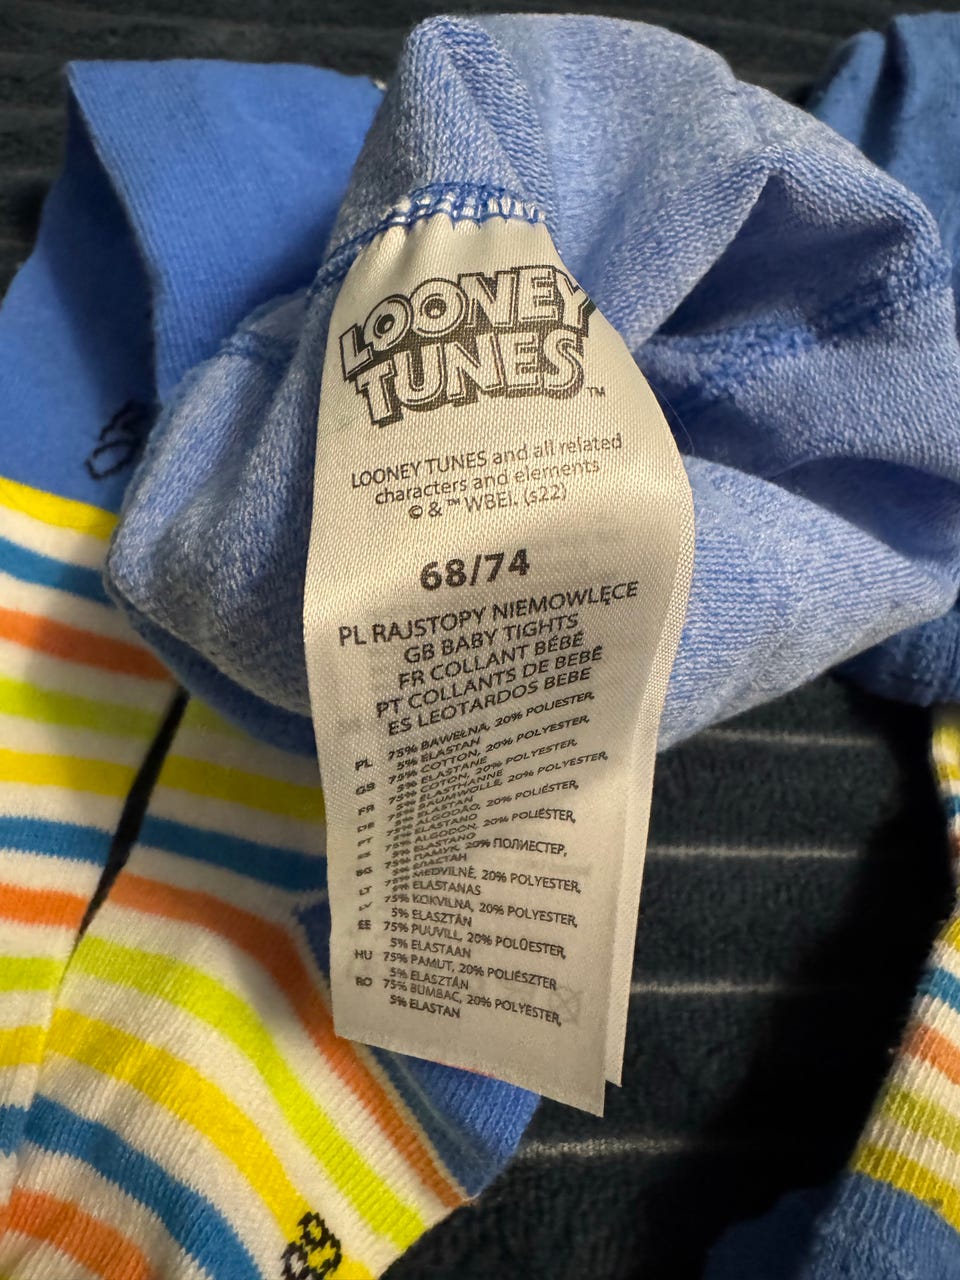 LOONEY
TUNES™
LOONEY TUNES and all related
characters and elements
© & ™ WBEI. (s22)
68/74
PL RAJSTOPY NIEMOWLĘCE
GB BABY TIGHTS
FR COLLANT BÉBÉ
PT COLLANTS DE BEBÉ
ES LEOTARDOS BEBÉ
PL 75% BAWEŁNA, 20% POLIESTER,
5% ELASTAN
GB 75% COTTON, 20% POLYESTER,
5% ELASTANE
FR 75% COTON, 20% POLYESTER,
5% ÉLASTHANNE
DE 75% BAUMWOLLE, 20% POLYESTER,
5% ELASTAN
PT 75% ALGODÃO, 20% POLIÉSTER,
5% ELASTANO
ES 75% ALGODÓN, 20% POLIÉSTER,
5% ELASTANO
BG 75% ПАМУК, 20% ПОЛИЕСТЕР,
5% ЕЛАСТАН
LT 75% MEDVILNĖ, 20% POLYESTER,
5% ELASTANAS
LV 75% KOKVILNA, 20% POLYESTER,
5% ELASZTÁN
EE 75% PUUVILL, 20% POLÜESTER,
5% ELASTAAN
HU 75% PAMUT, 20% POLIÉSZTER
5% ELASZTÁN
RO 75% BUMBAC, 20% POLYESTER,
5% ELASTAN